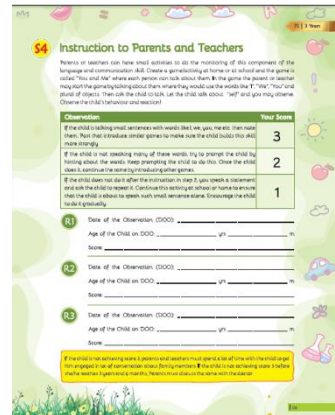 75 | 3 Years
S4 Instruction to Parents and Teachers
Parents or teachers can have small activities to do the monitoring of this component of the
language and communication skill. Create a game/activity at home or at school and the game is
called "You and Me" where each person can talk about them. In the game the parent or teacher
may start the game by talking about them where they would use the words like 'I', "We", "You" and
plural of objects. Then ask the child to talk. Let the child talk about "self" and you may observe.
Observe the child's behaviour and reaction!
Observation Your Score
If the child is talking small sentences with words like I, we, you, me etc. then note
them. Post that introduce similar games to make sure the child builds this skill
more strongly
3
If the child is not speaking many of these words, try to prompt the child by
hinting about the words. Keep prompting the child to do this. Once the child
does it, continue the same by introducing other games.
2
If the child does not do it after the instruction in step 2, you speak a statement
and ask the child to repeat it. Continue this activity at school or home to ensure
that the child is about to speak such small sentence alone. Encourage the child
to do it gradually.
1
R1 Date of the Observation (DOO):
Age of the Child on DOO: yrs m
Score:
R2 Date of the Observation (DOO):
Age of the Child on DOO: yrs m
Score:
R3 Date of the Observation (DOO):
Age of the Child on DOO: yrs m
Score:
If the child is not achieving score 3, parents and teachers must spend a lot of time with the child to get
him engaged in lot of conversation about family members. If the child is not achieving score 3 before
she/he reaches 3 years and 6 months, Parents must discuss the same with the doctor